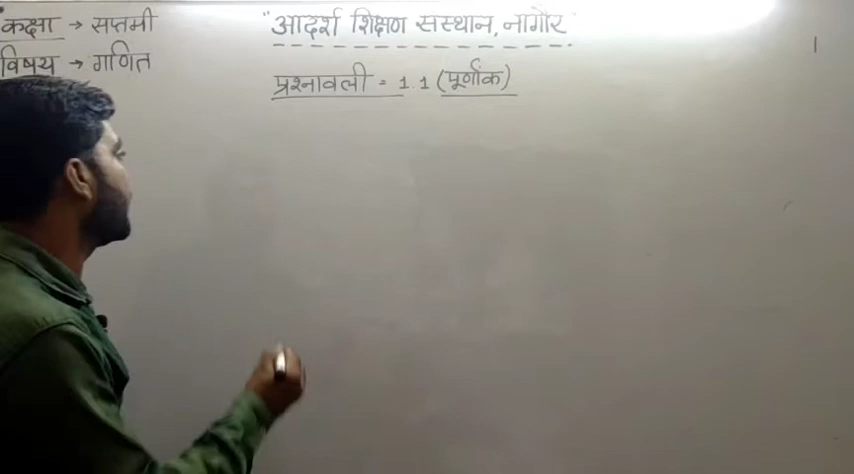 कक्षा → सप्तमी
"आदर्श शिक्षण संस्थान, नागौर"
विषय → गणित
प्रश्नावली = 1.1 (पूर्णांक)